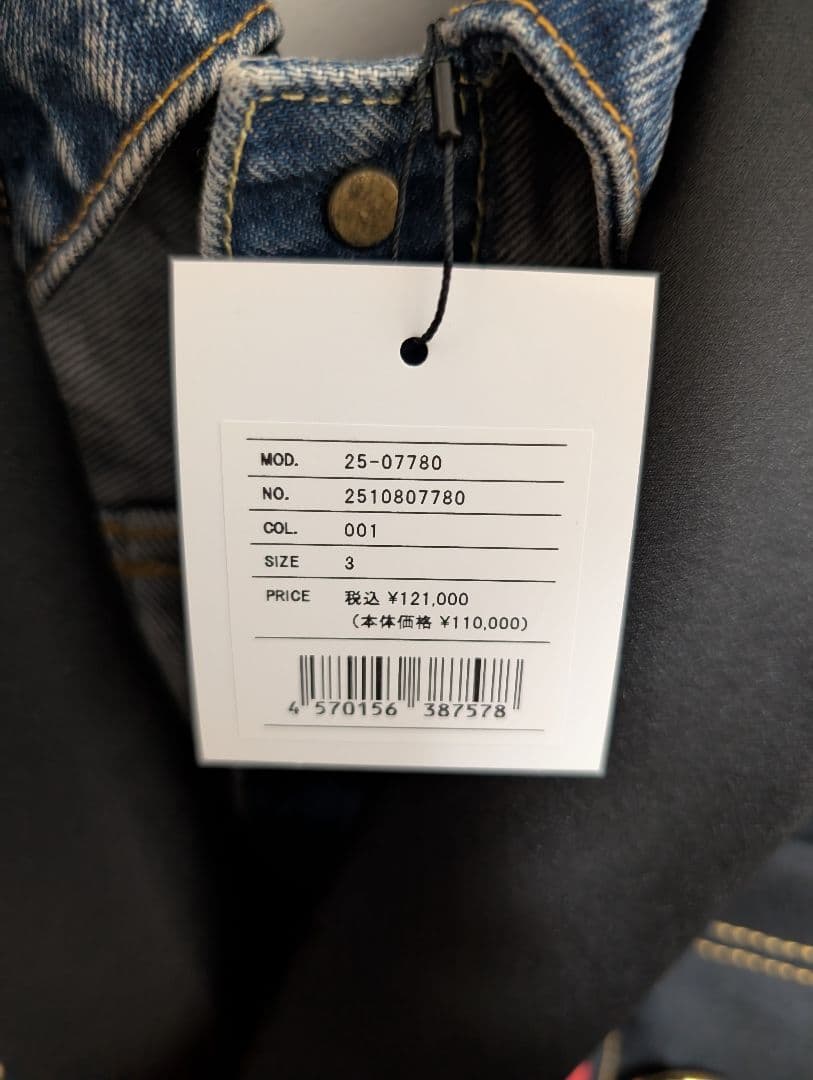 MOD. 25-07780
NO. 2510807780
COL. 001
SIZE 3
PRICE 税込 ¥121,000
（本体価格 ¥110,000）
4 570156 387578